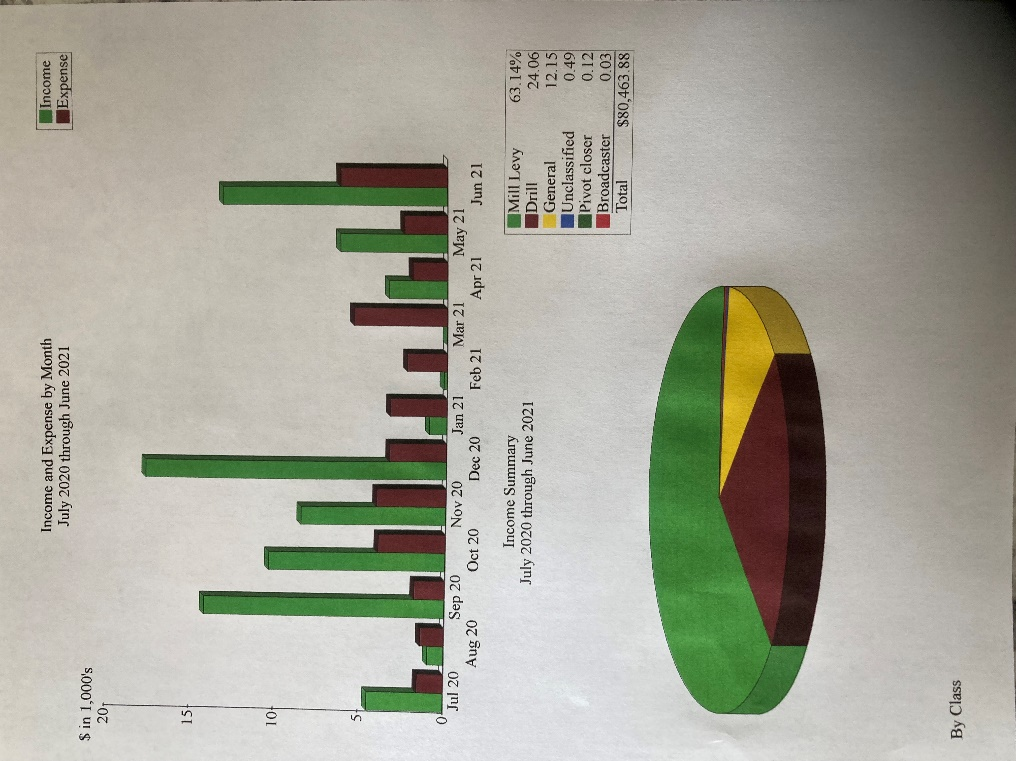 Income and Expense by Month
July 2020 through June 2021
Income
Expense
$ in 1,000's
20
15
10
5
0
Jul 20
Aug 20
Sep 20
Oct 20
Nov 20
Dec 20
Jan 21
Feb 21
Mar 21
Apr 21
May 21
Jun 21
Income Summary
July 2020 through June 2021
Mill Levy 63.14%
Drill 24.06
General 12.15
Unclassified 0.49
Pivot closer 0.12
Broadcaster 0.03
Total $80,463.88
By Class